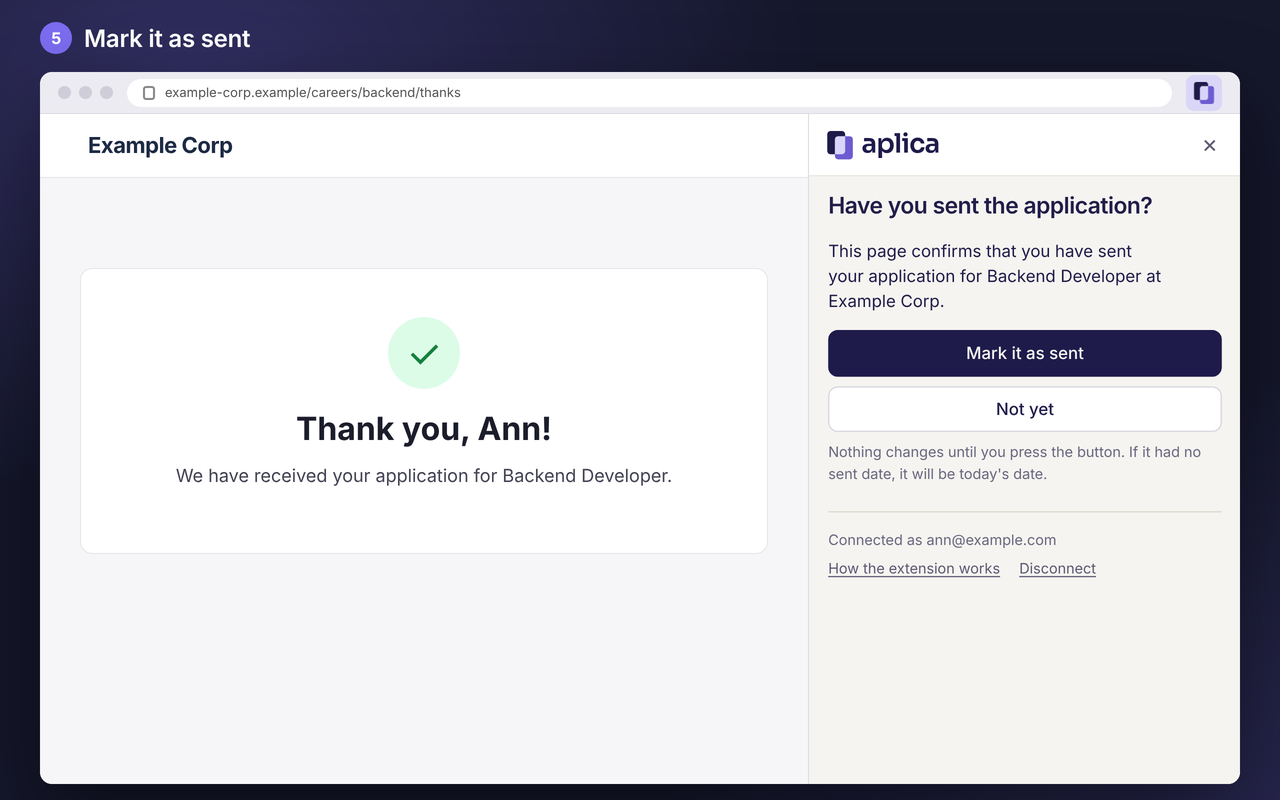 5 Mark it as sent
example-corp.example/careers/backend/thanks
Example Corp
Thank you, Ann!
We have received your application for Backend Developer.
aplica
×
Have you sent the application?
This page confirms that you have sent
your application for Backend Developer at
Example Corp.
Mark it as sent
Not yet
Nothing changes until you press the button. If it had no
sent date, it will be today's date.
Connected as ann@example.com
How the extension works Disconnect